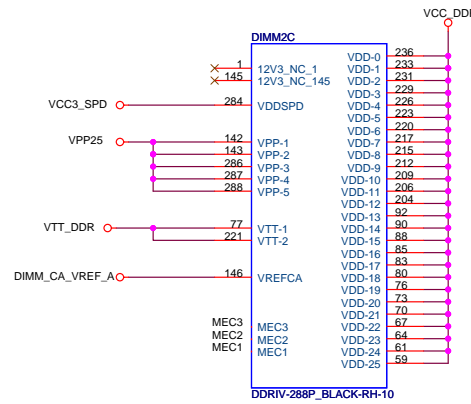 VCC_DDR
DIMM2C
1 12V3_NC_1 VDD-0 236
145 12V3_NC_145 VDD-1 233
VDD-2 231
VDD-3 229
VCC3_SPD 284 VDDSPD VDD-4 226
VDD-5 223
VDD-6 220
VPP25 142 VPP-1 VDD-7 217
143 VPP-2 VDD-8 215
286 VPP-3 VDD-9 212
287 VPP-4 VDD-10 209
288 VPP-5 VDD-11 206
VDD-12 204
VDD-13 92
VTT_DDR 77 VTT-1 VDD-14 90
221 VTT-2 VDD-15 88
VDD-16 85
VDD-17 83
DIMM_CA_VREF_A 146 VREFCA VDD-18 80
VDD-19 76
VDD-20 73
VDD-21 70
MEC3 MEC3 VDD-22 67
MEC2 MEC2 VDD-23 64
MEC1 MEC1 VDD-24 61
VDD-25 59
DDRIV-288P_BLACK-RH-10